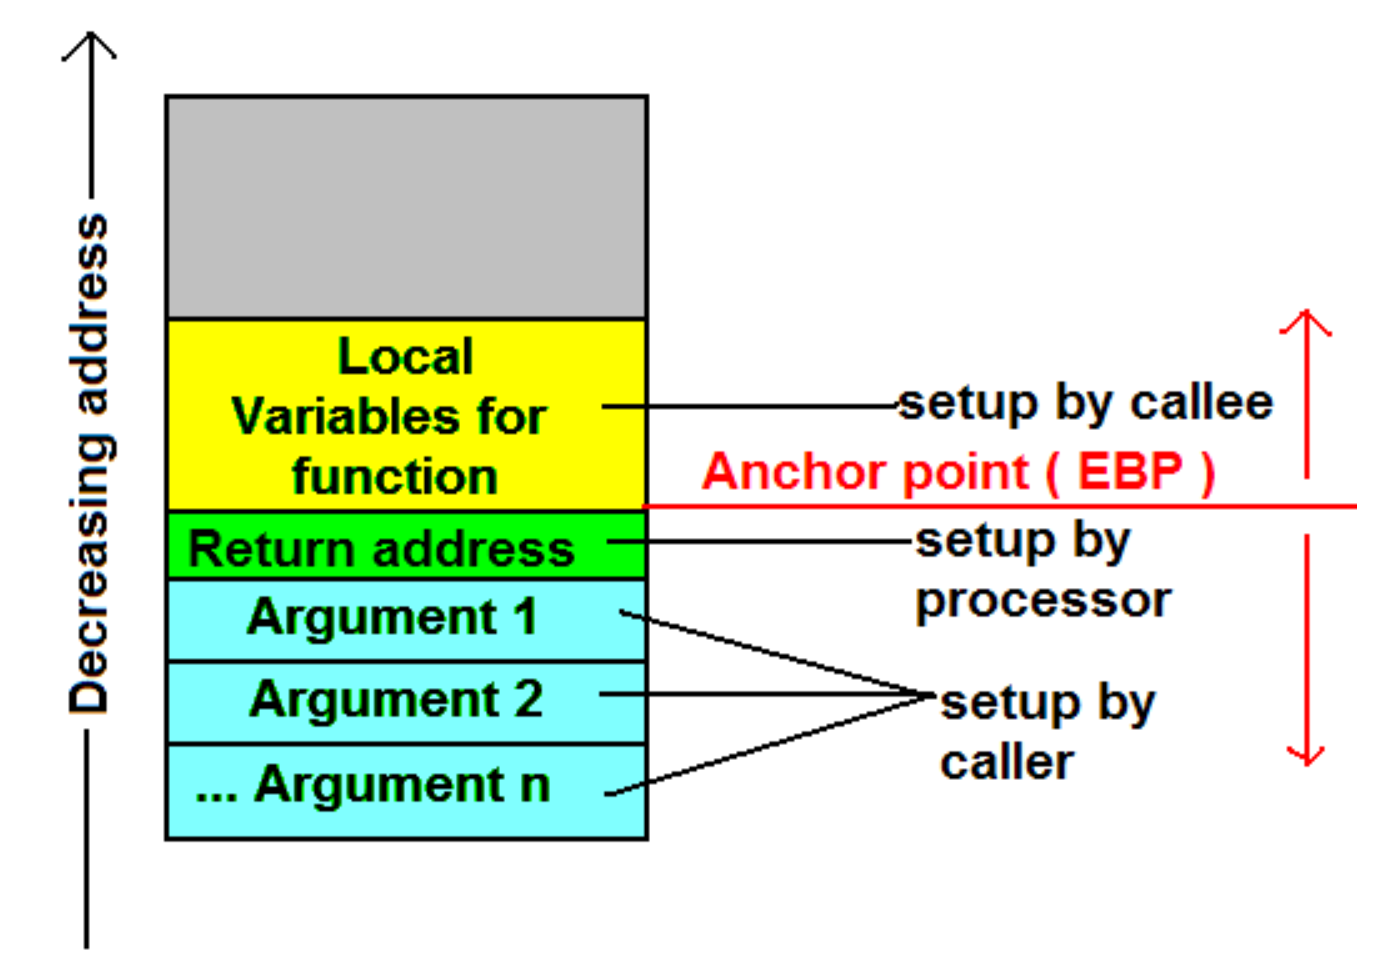 Decreasing address
Local
Variables for
function
setup by callee
Anchor point ( EBP )
Return address
setup by
processor
Argument 1
Argument 2
... Argument n
setup by
caller